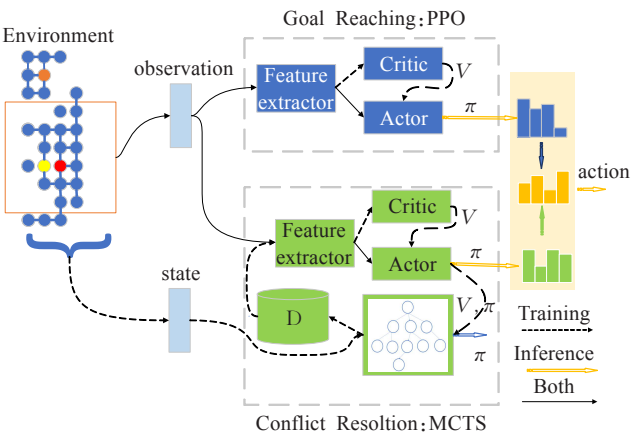 Goal Reaching:PPO
Environment
observation
Feature
extractor
Critic
V
Actor
π
action
Feature
extractor
Critic
V
Actor
π
state
D
V
π
π
Training
Inference
Both
Conflict Resoltion:MCTS